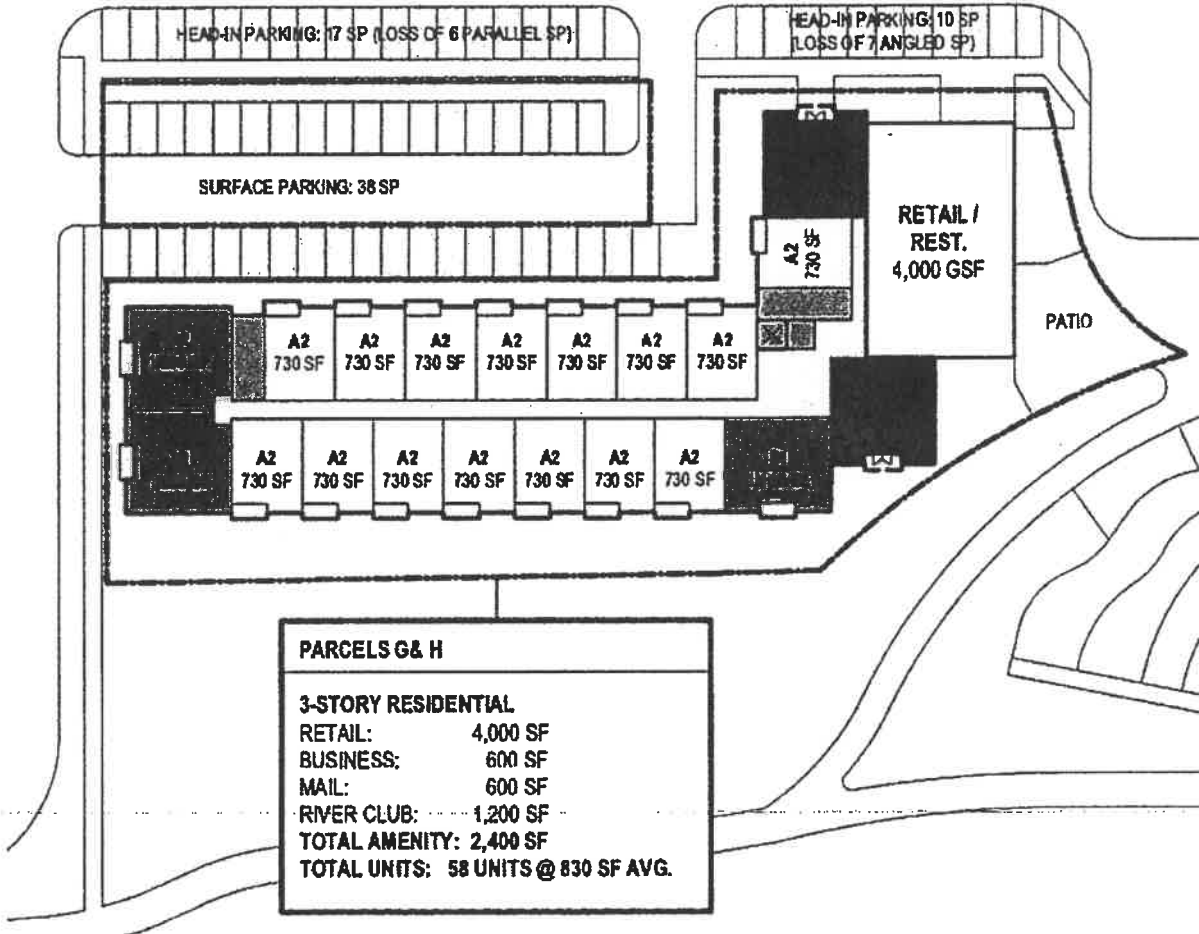 HEAD-IN PARKING: 17 SP (LOSS OF 6 PARALLEL SP)
HEAD-IN PARKING: 10 SP
(LOSS OF 7 ANGLED SP)
SURFACE PARKING: 38 SP
RETAIL /
REST.
4,000 GSF
A2
730 SF
PATIO
A2
730 SF
A2
730 SF
A2
730 SF
A2
730 SF
A2
730 SF
A2
730 SF
A2
730 SF
A2
730 SF
A2
730 SF
A2
730 SF
A2
730 SF
A2
730 SF
A2
730 SF
A2
730 SF
PARCELS G& H
3-STORY RESIDENTIAL
RETAIL: 4,000 SF
BUSINESS: 600 SF
MAIL: 600 SF
RIVER CLUB: 1,200 SF
TOTAL AMENITY: 2,400 SF
TOTAL UNITS: 58 UNITS @ 830 SF AVG.